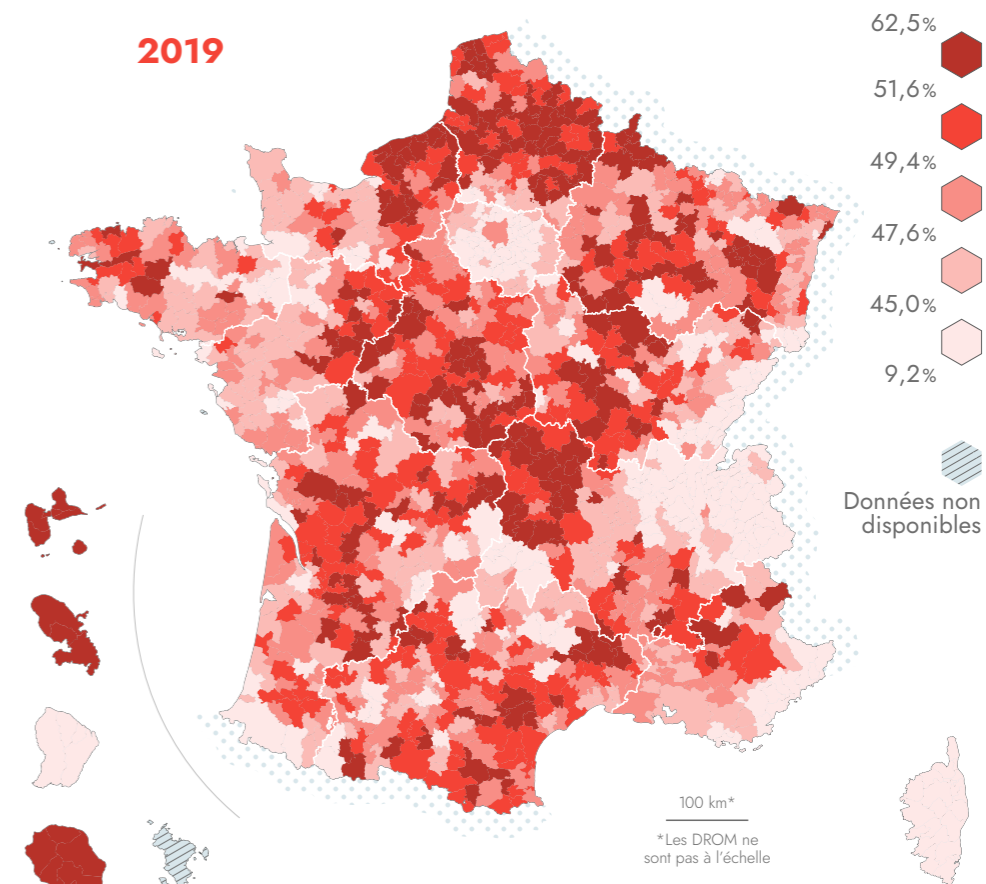 2019
62,5%
51,6%
49,4%
47,6%
45,0%
9,2%
Données non
disponibles
100 km*
*Les DROM ne
sont pas à l'échelle